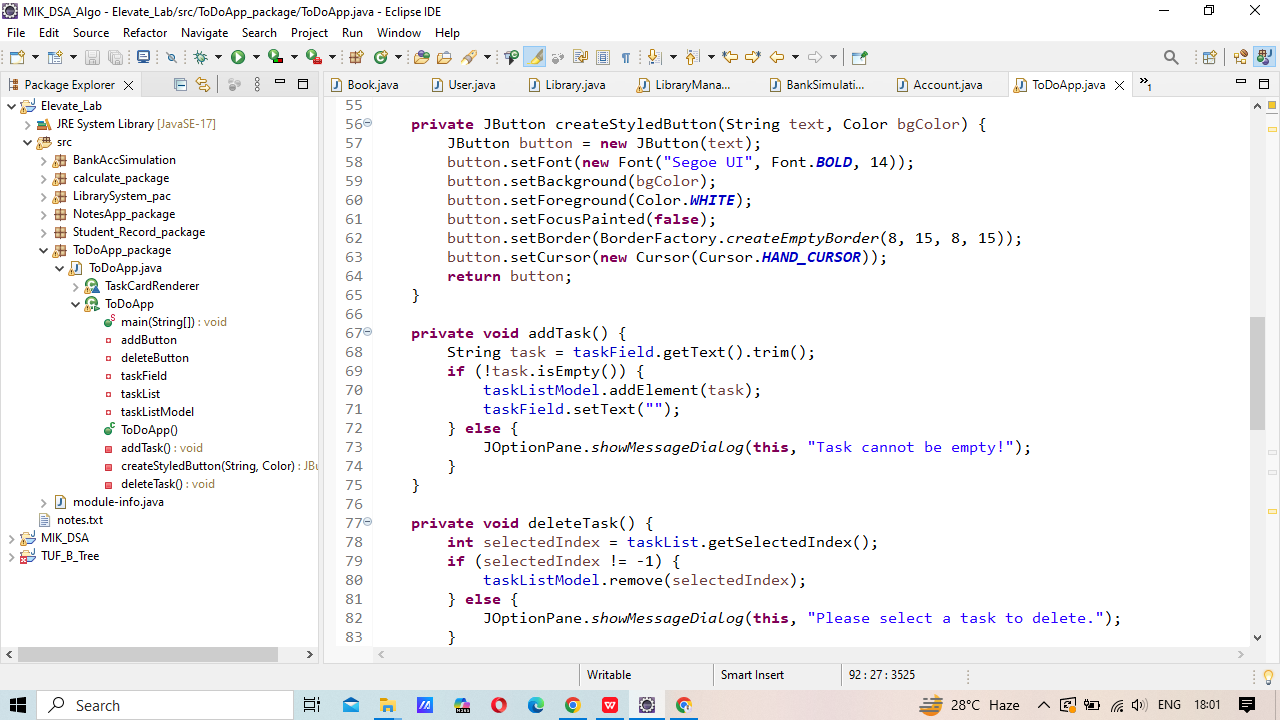 MIK_DSA_Algo - Elevate_Lab/src/ToDoApp_package/ToDoApp.java - Eclipse IDE
File Edit Source Refactor Navigate Search Project Run Window Help
Package Explorer
Book.java User.java Library.java LibraryMana... BankSimulati... Account.java ToDoApp.java 1
Elevate_Lab
JRE System Library [JavaSE-17]
src
BankAccSimulation
calculate_package
LibrarySystem_pac
NotesApp_package
Student_Record_package
ToDoApp_package
ToDoApp.java
TaskCardRenderer
ToDoApp
main(String[]) : void
addButton
deleteButton
taskField
taskList
taskListModel
ToDoApp()
addTask() : void
createStyledButton(String, Color) : JBu
deleteTask() : void
module-info.java
notes.txt
MIK_DSA
TUF_B_Tree
55
56 private JButton createStyledButton(String text, Color bgColor) {
57 JButton button = new JButton(text);
58 button.setFont(new Font("Segoe UI", Font.BOLD, 14));
59 button.setBackground(bgColor);
60 button.setForeground(Color.WHITE);
61 button.setFocusPainted(false);
62 button.setBorder(BorderFactory.createEmptyBorder(8, 15, 8, 15));
63 button.setCursor(new Cursor(Cursor.HAND_CURSOR));
64 return button;
65 }
66
67 private void addTask() {
68 String task = taskField.getText().trim();
69 if (!task.isEmpty()) {
70 taskListModel.addElement(task);
71 taskField.setText("");
72 } else {
73 JOptionPane.showMessageDialog(this, "Task cannot be empty!");
74 }
75 }
76
77 private void deleteTask() {
78 int selectedIndex = taskList.getSelectedIndex();
79 if (selectedIndex != -1) {
80 taskListModel.remove(selectedIndex);
81 } else {
82 JOptionPane.showMessageDialog(this, "Please select a task to delete.");
83 }
Writable Smart Insert 92 : 27 : 3525
Search 28°C Haze ENG 18:01